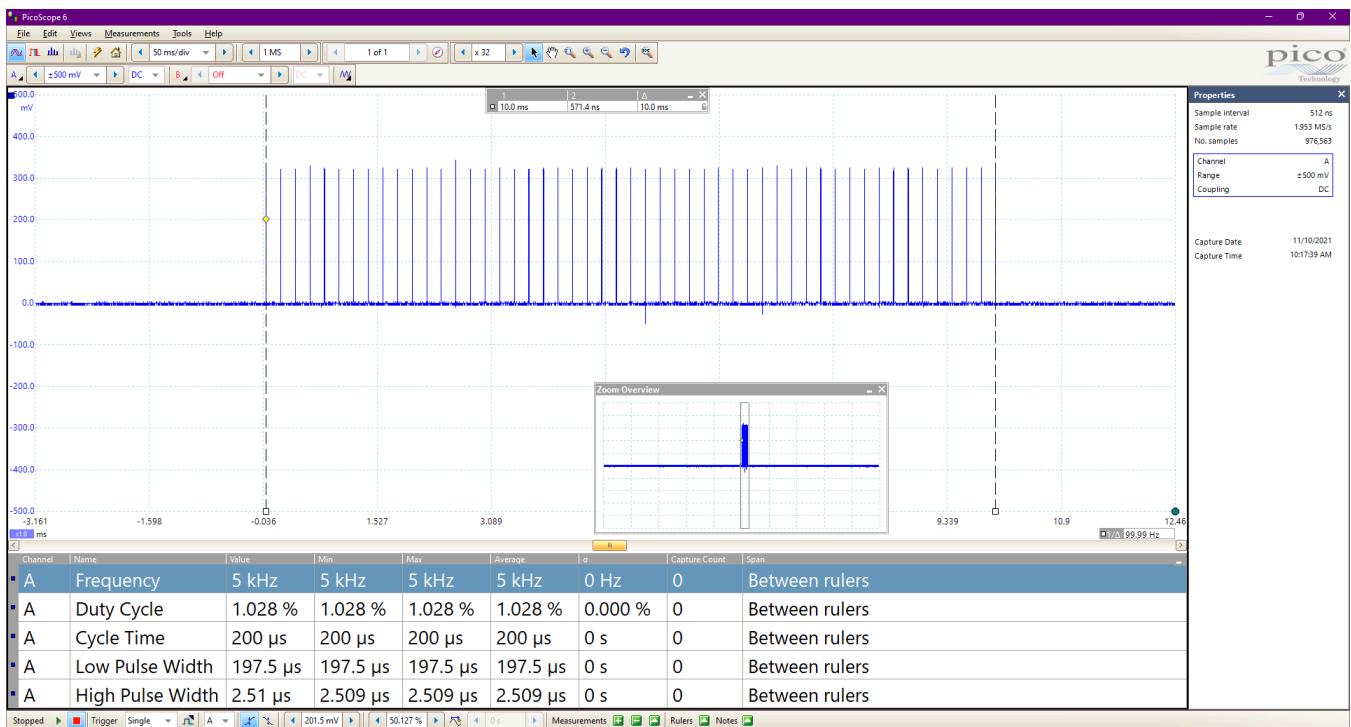 PicoScope 6
File Edit Views Measurements Tools Help
50 ms/div 1 MS 1 of 1 x 32
A ±500 mV DC B Off DC
pico
Technology
500.0
mV
400.0
300.0
200.0
100.0
0.0
-100.0
-200.0
-300.0
-400.0
-500.0
1 2 Δ
10.0 ms 571.4 ns 10.0 ms
Zoom Overview
-3.161 -1.598 -0.036 1.527 3.089 9.339 10.9 12.46
x1.0 ms
1/Δ 99.99 Hz
Properties
Sample interval 512 ns
Sample rate 1.953 MS/s
No. samples 976,563
Channel A
Range ±500 mV
Coupling DC
Capture Date 11/10/2021
Capture Time 10:17:39 AM
Channel Name Value Min Max Average σ Capture Count Span
A Frequency 5 kHz 5 kHz 5 kHz 5 kHz 0 Hz 0 Between rulers
A Duty Cycle 1.028 % 1.028 % 1.028 % 1.028 % 0.000 % 0 Between rulers
A Cycle Time 200 µs 200 µs 200 µs 200 µs 0 s 0 Between rulers
A Low Pulse Width 197.5 µs 197.5 µs 197.5 µs 197.5 µs 0 s 0 Between rulers
A High Pulse Width 2.51 µs 2.509 µs 2.509 µs 2.509 µs 0 s 0 Between rulers
Stopped Trigger Single A 201.5 mV 50.127 % 0 s Measurements Rulers Notes